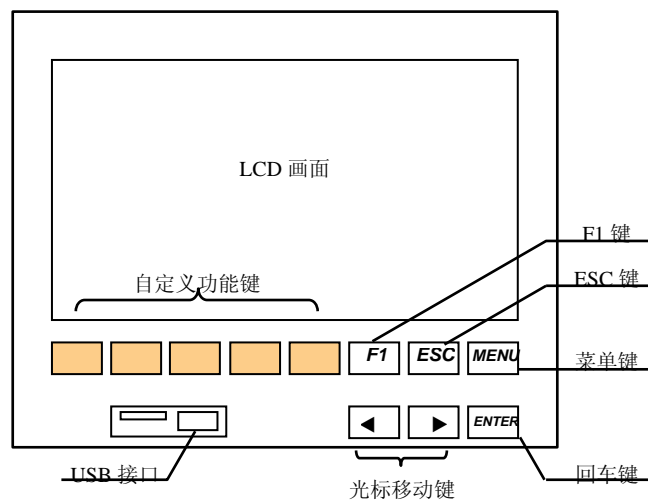 LCD 画面
F1 键
自定义功能键
ESC 键
F1
ESC
MENU
菜单键
ENTER
USB 接口
光标移动键
回车键